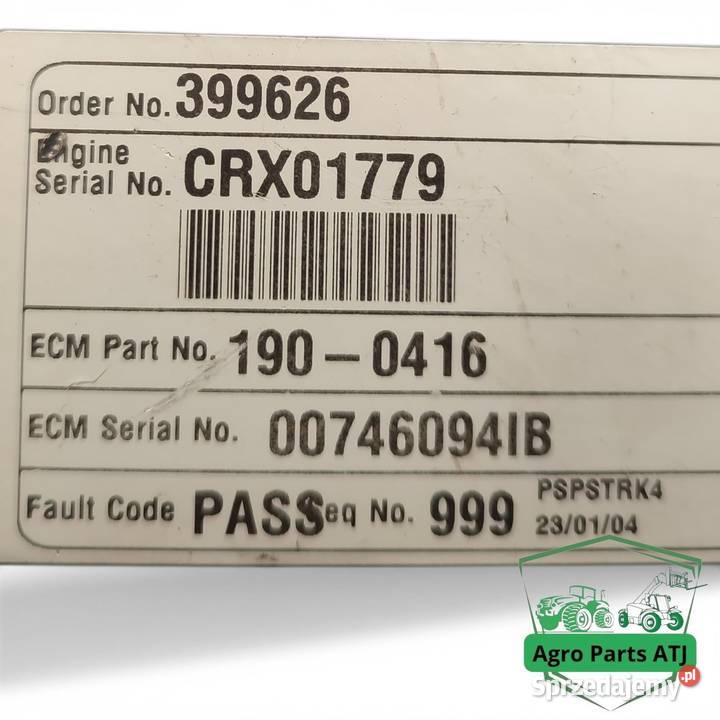 Order No. 399626
Engine
Serial No. CRX01779
ECM Part No. 190-0416
ECM Serial No. 00746094IB
Fault Code PASS eq No. 999 PSPSTRK4
23/01/04
Agro Parts ATJ
Sprzedajemy.pl